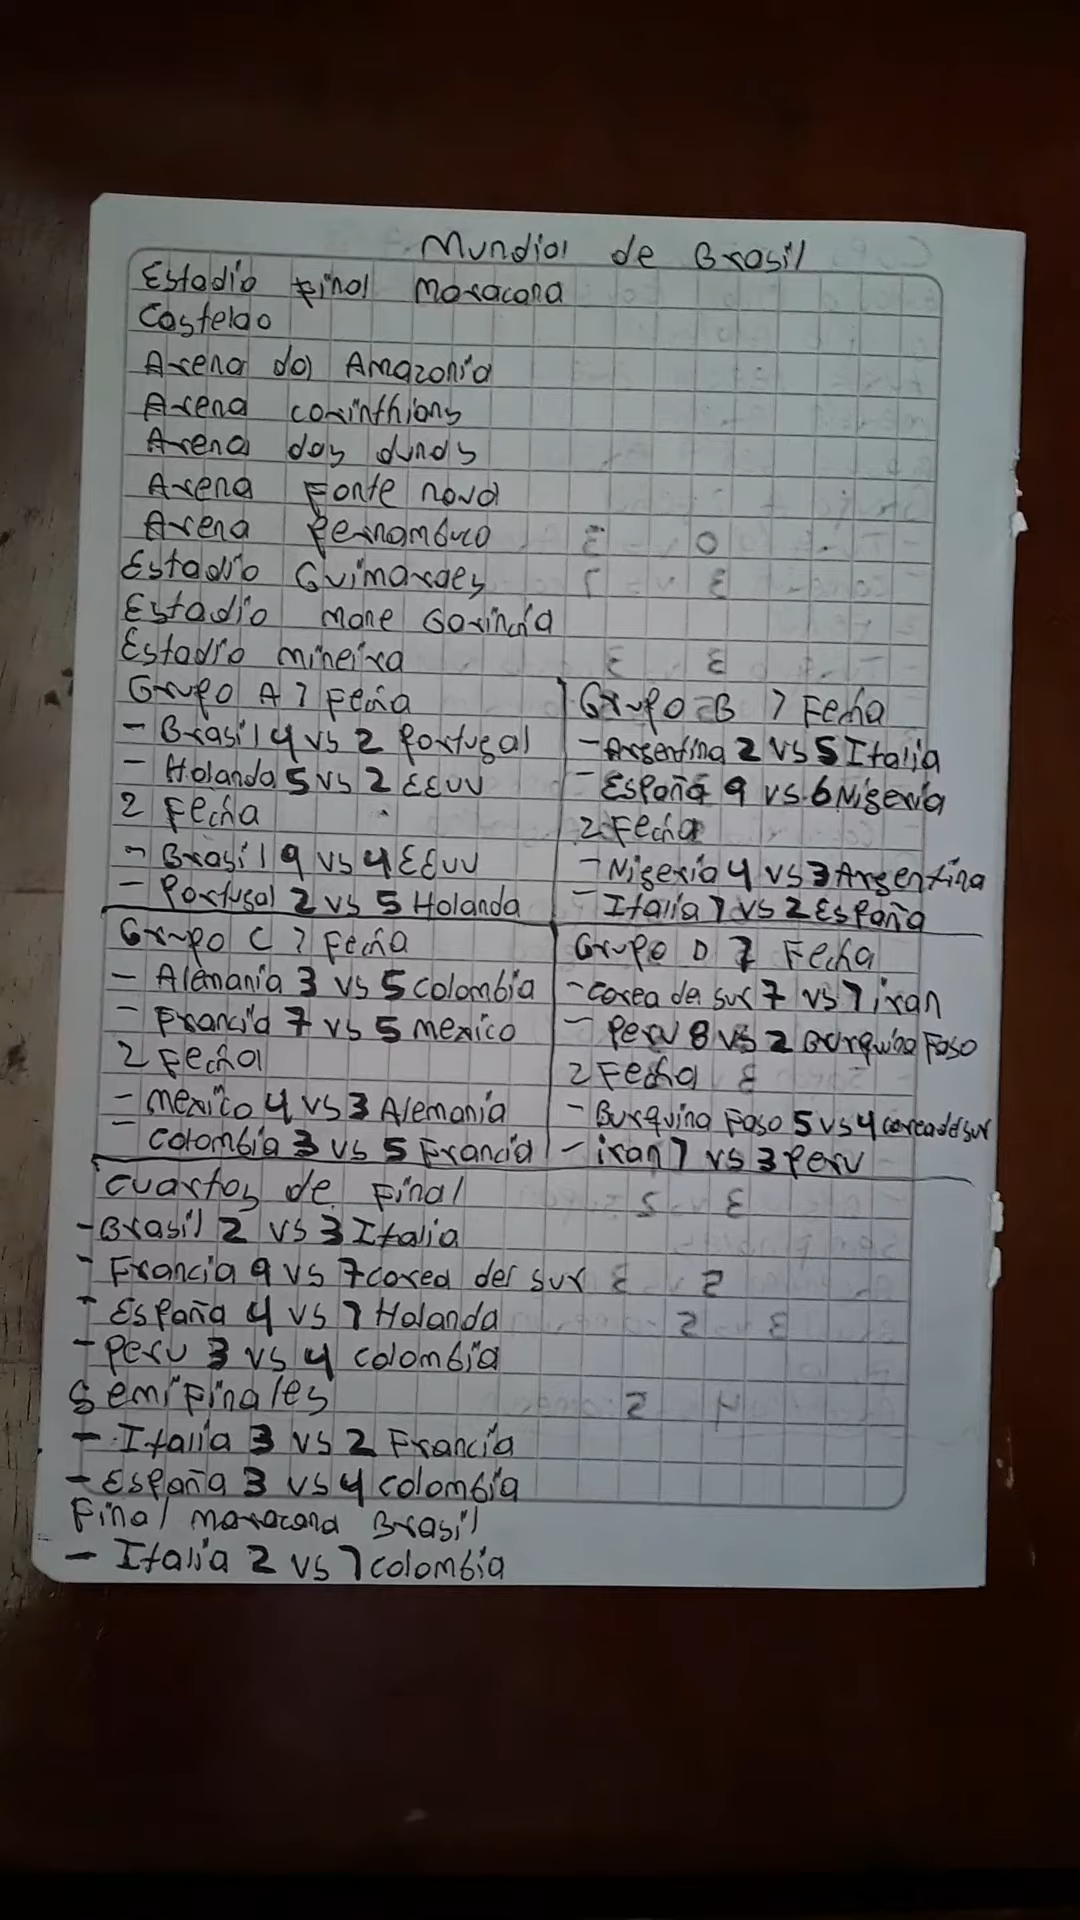 Mundial de Brasil
Estadio final maracana
Castelao
Arena da Amazonia
Arena corinthians
Arena das dunas
Arena Fonte nova
Arena Pernambuco
Estadio Guimaraes
Estadio mane Garincha
Estadio mineira
Grupo A 1 Fecha
- Brasil 4 vs 2 Portugal
- Holanda 5 vs 2 EEUU
2 Fecha
- Brasil 9 vs 4 EEUU
- Portugal 2 vs 5 Holanda
Grupo B 1 Fecha
- Argentina 2 vs 5 Italia
- España 9 vs 6 Nigeria
2 Fecha
- Nigeria 4 vs 3 Argentina
- Italia 1 vs 2 España
Grupo C 1 Fecha
- Alemania 3 vs 5 colombia
- Francia 7 vs 5 mexico
2 Fecha
- mexico 4 vs 3 Alemania
- colombia 3 vs 5 Francia
Grupo D 1 Fecha
- corea de sur 7 vs 1 iran
- Peru 8 vs 2 Burquina Faso
2 Fecha
- Burquina Faso 5 vs 4 corea del sur
- iran 1 vs 3 Peru
cuartos de Final
- Brasil 2 vs 3 Italia
- Francia 9 vs 7 corea del sur
- España 4 vs 1 Holanda
- Peru 3 vs 4 colombia
semifinales
- Italia 3 vs 2 Francia
- España 3 vs 4 colombia
Final maracana Brasil
- Italia 2 vs 1 colombia